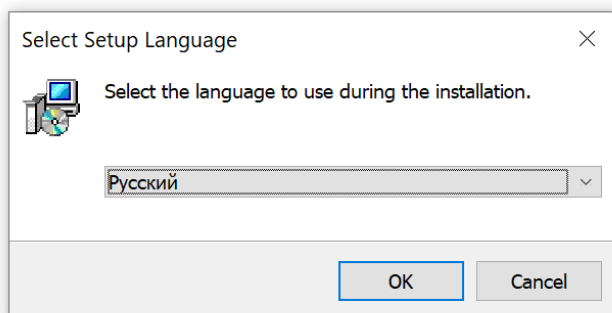 Select Setup Language
Select the language to use during the installation.
Русский
OK
Cancel